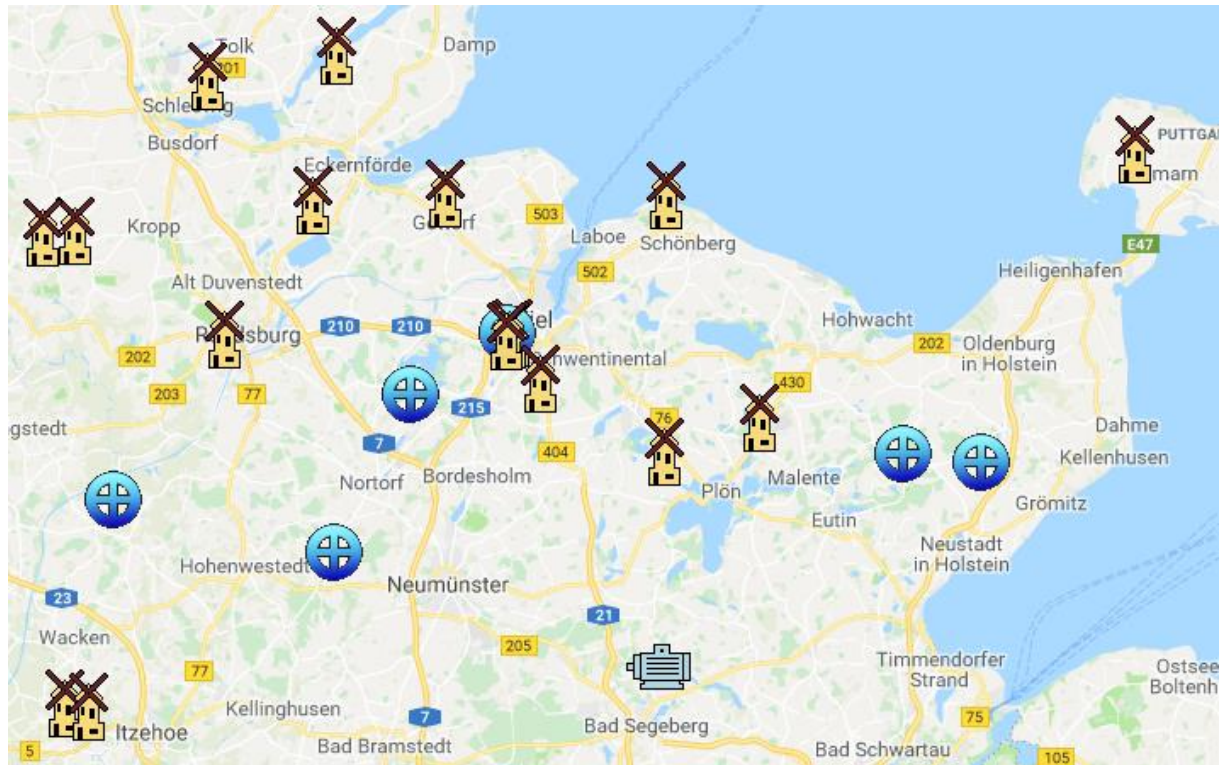 Tolk
Damp
201
Busdorf
PUTTGA
Eckernförde
503
Kropp
Laboe
Schönberg
502
E47
Heiligenhafen
Alt Duvenstedt
210
210
Hohwacht
202
Oldenburg
in Holstein
202
203
77
215
76
430
7
404
Dahme
Kellenhusen
Nortorf
Bordesholm
Plön
Malente
Grömitz
Eutin
Neustadt
in Holstein
Hohenwestedt
Neumünster
23
21
Wacken
205
77
Timmendorfer
Strand
Ostsee
Kellinghusen
7
Bad Segeberg
75
Itzehoe
Bad Bramstedt
Bad Schwartau
5
105